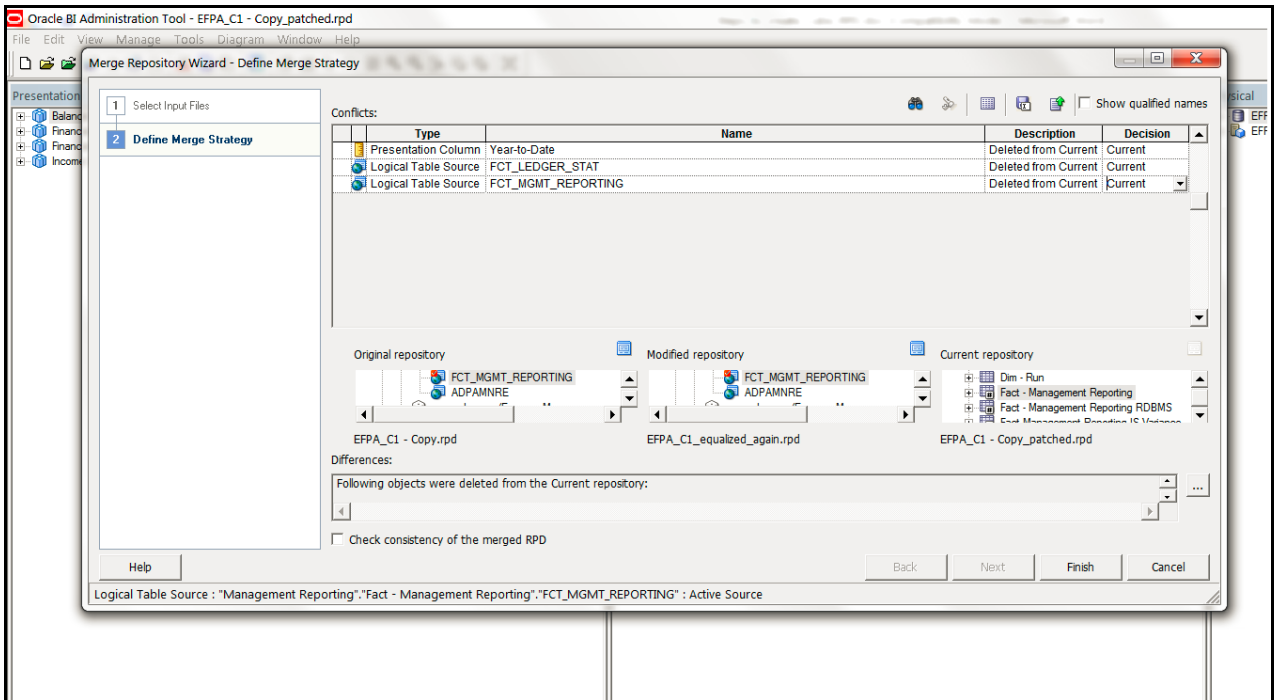 Oracle BI Administration Tool - EFPA_C1 - Copy_patched.rpd
File Edit View Manage Tools Diagram Window Help
Merge Repository Wizard - Define Merge Strategy
Presentation
Balanc
Financ
Financ
Income
sical
EFF
EFF
1 Select Input Files
2 Define Merge Strategy
Conflicts:
Show qualified names
Type Name Description Decision
Presentation Column Year-to-Date Deleted from Current Current
Logical Table Source FCT_LEDGER_STAT Deleted from Current Current
Logical Table Source FCT_MGMT_REPORTING Deleted from Current Current
Original repository
FCT_MGMT_REPORTING
ADPAMNRE
EFPA_C1 - Copy.rpd
Modified repository
FCT_MGMT_REPORTING
ADPAMNRE
EFPA_C1_equalized_again.rpd
Current repository
Dim - Run
Fact - Management Reporting
Fact - Management Reporting RDBMS
Fact-Management Reporting IS Variance
EFPA_C1 - Copy_patched.rpd
Differences:
Following objects were deleted from the Current repository:
...
Check consistency of the merged RPD
Help Back Next Finish Cancel
Logical Table Source : "Management Reporting"."Fact - Management Reporting"."FCT_MGMT_REPORTING" : Active Source